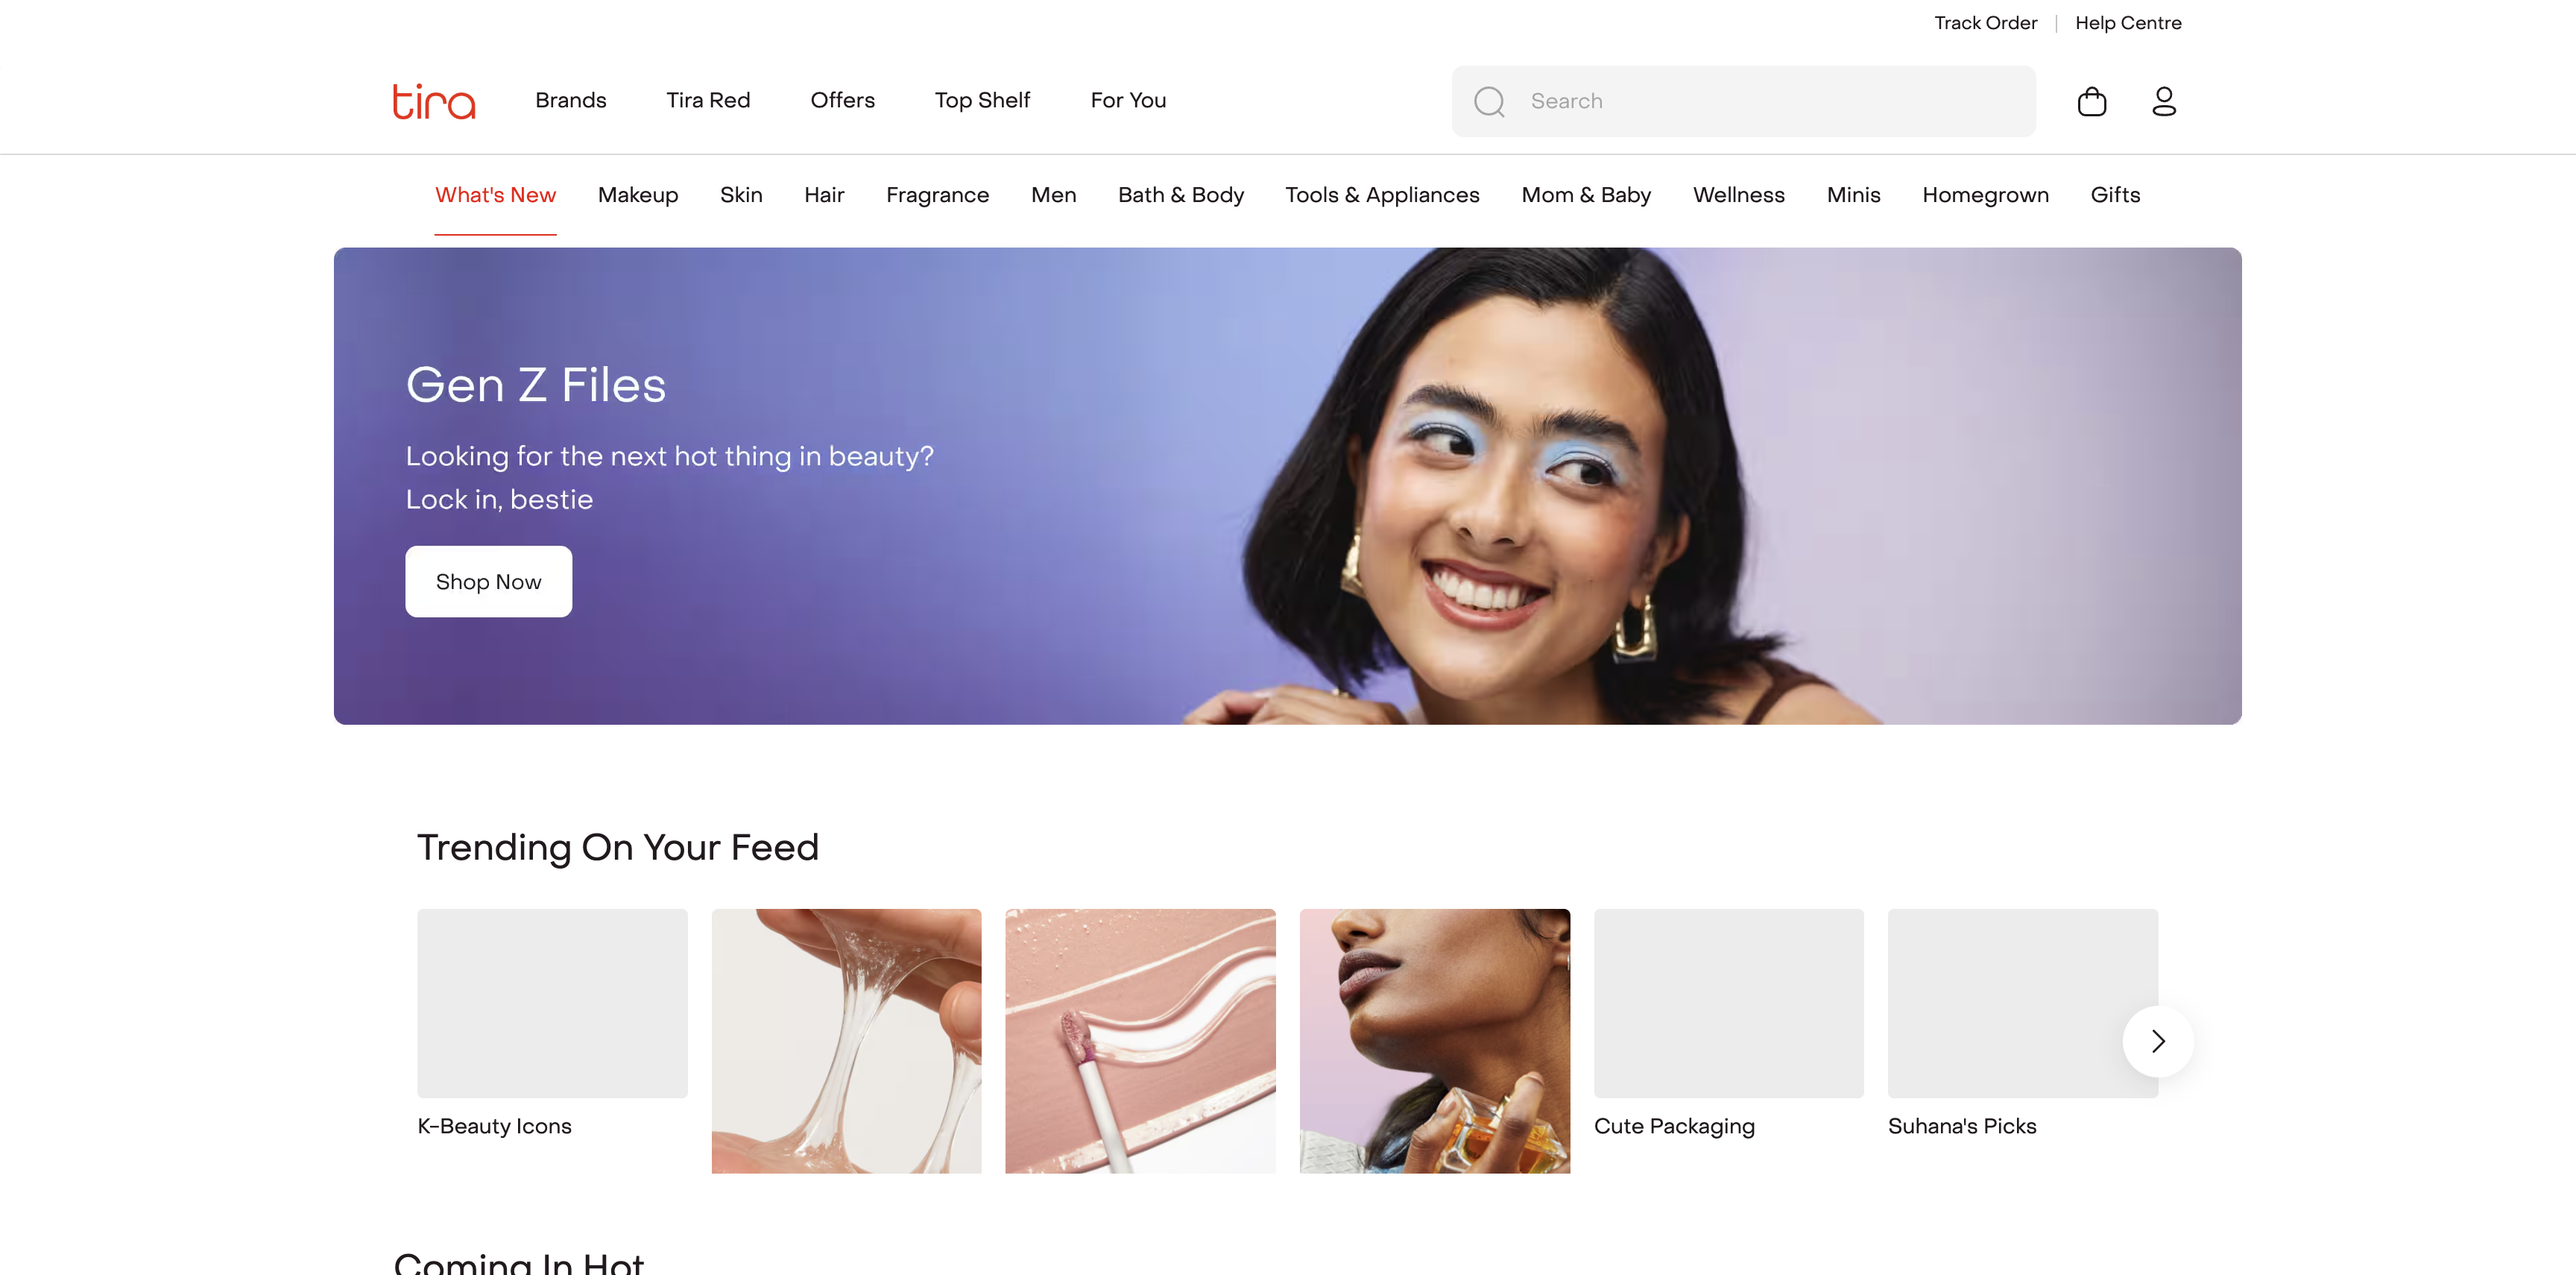 Track Order | Help Centre
tira Brands Tira Red Offers Top Shelf For You Search
What's New Makeup Skin Hair Fragrance Men Bath & Body Tools & Appliances Mom & Baby Wellness Minis Homegrown Gifts
Gen Z Files
Looking for the next hot thing in beauty?
Lock in, bestie
Shop Now
Trending On Your Feed
K-Beauty Icons
Cute Packaging
Suhana's Picks
Coming In Hot